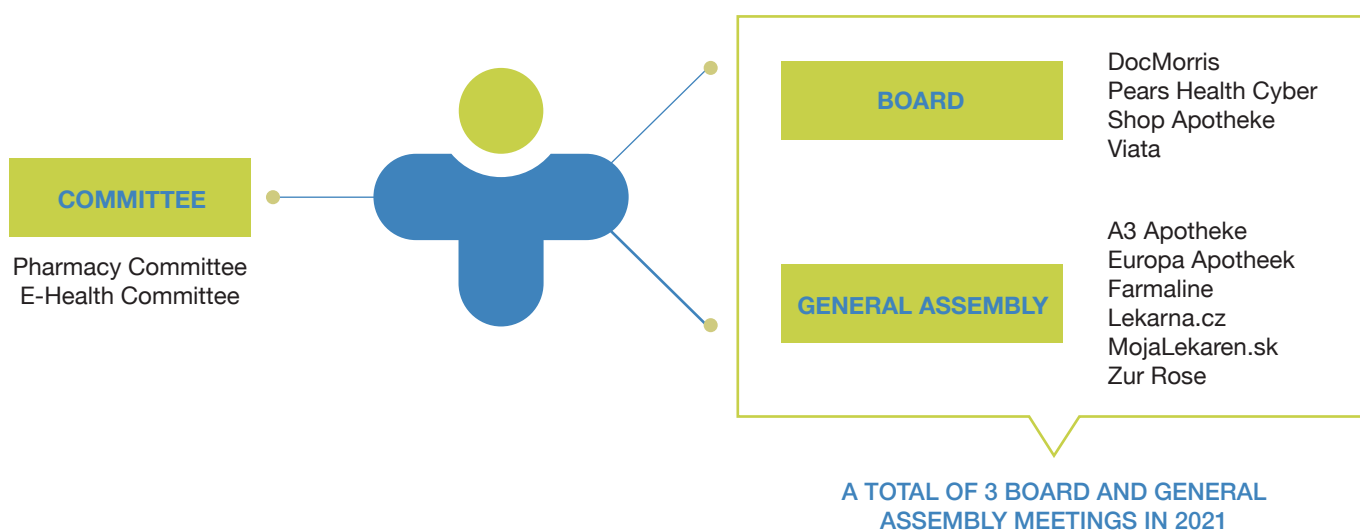 COMMITTEE
Pharmacy Committee
E-Health Committee
BOARD
DocMorris
Pears Health Cyber
Shop Apotheke
Viata
GENERAL ASSEMBLY
A3 Apotheke
Europa Apotheek
Farmaline
Lekarna.cz
MojaLekaren.sk
Zur Rose
A TOTAL OF 3 BOARD AND GENERAL
ASSEMBLY MEETINGS IN 2021